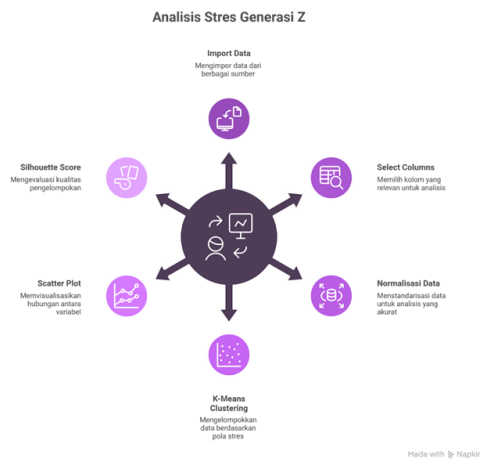 Analisis Stres Generasi Z
Import Data
Mengimpor data dari
berbagai sumber
Silhouette Score
Mengevaluasi kualitas
pengelompokan
Select Columns
Memilih kolom yang
relevan untuk analisis
Scatter Plot
Memvisualisasikan
hubungan antara
variabel
Normalisasi Data
Menstandarisasi data
untuk analisis yang
akurat
K-Means
Clustering
Mengelompokkan
data berdasarkan
pola stres
Made with Napkin